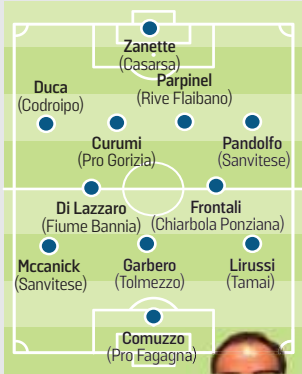 Zanette
(Casarsa)
Duca
(Codroipo)
Parpinel
(Rive Flaibano)
Curumi
(Pro Gorizia)
Pandolfo
(Sanvitese)
Di Lazzaro
(Fiume Bannia)
Frontali
(Chiarbola Ponziana)
Mccanick
(Sanvitese)
Garbero
(Tolmezzo)
Lirussi
(Tamai)
Comuzzo
(Pro Fagagna)